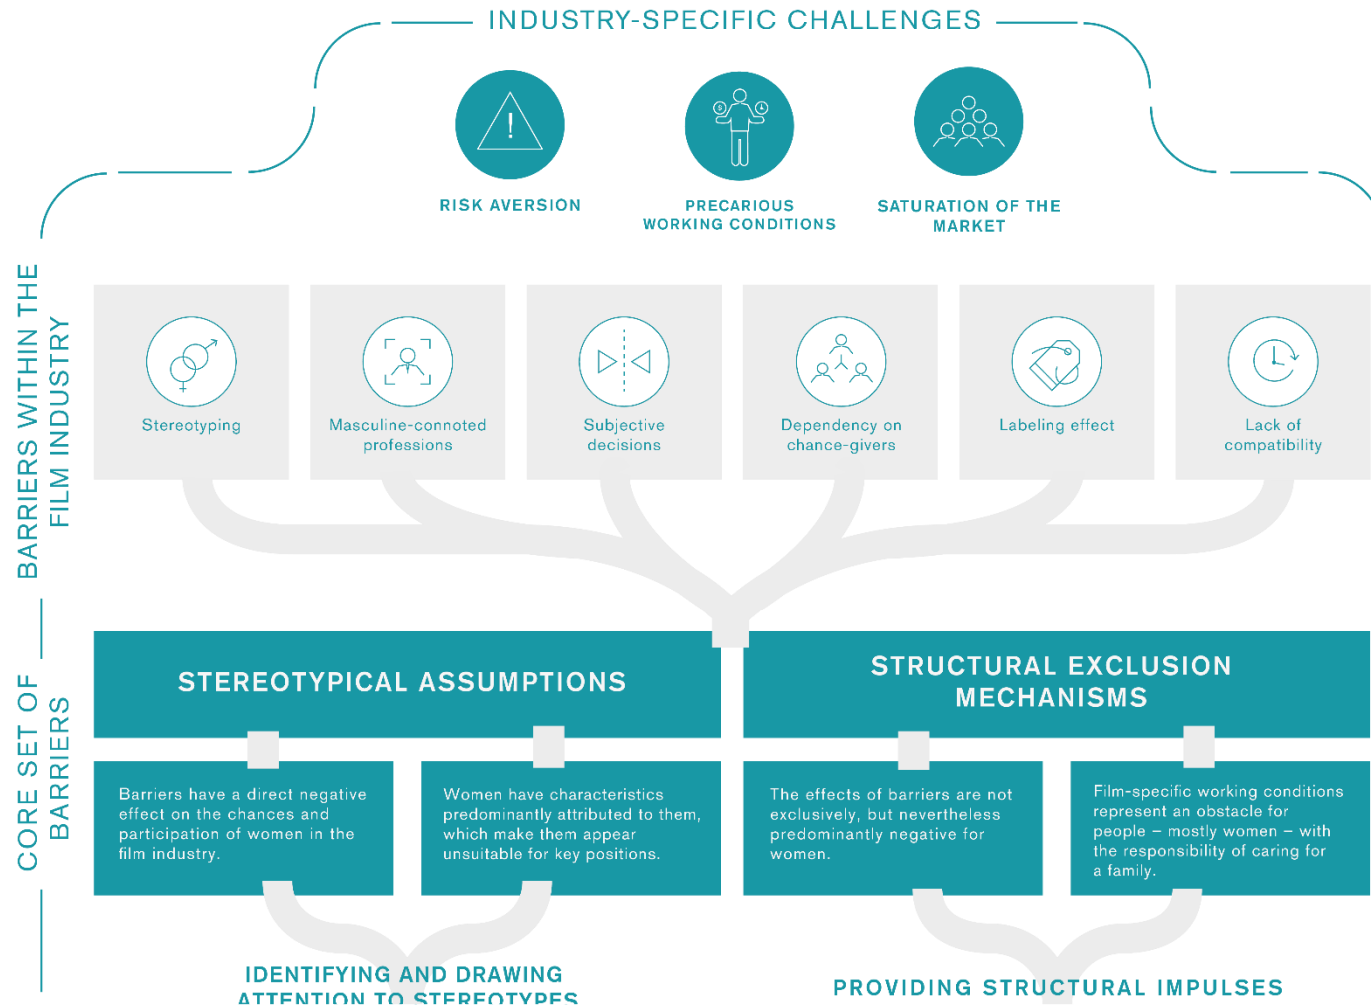 INDUSTRY-SPECIFIC CHALLENGES
!
$
RISK AVERSION
PRECARIOUS
WORKING CONDITIONS
SATURATION OF THE
MARKET
BARRIERS WITHIN THE
FILM INDUSTRY
Stereotyping
Masculine-connoted
professions
Subjective
decisions
Dependency on
chance-givers
Labeling effect
Lack of
compatibility
CORE SET OF
BARRIERS
STEREOTYPICAL ASSUMPTIONS
STRUCTURAL EXCLUSION
MECHANISMS
Barriers have a direct negative
effect on the chances and
participation of women in the
film industry.
Women have characteristics
predominantly attributed to them,
which make them appear
unsuitable for key positions.
The effects of barriers are not
exclusively, but nevertheless
predominantly negative for
women.
Film-specific working conditions
represent an obstacle for
people – mostly women – with
the responsibility of caring for
a family.
IDENTIFYING AND DRAWING
ATTENTION TO STEREOTYPES
PROVIDING STRUCTURAL IMPULSES